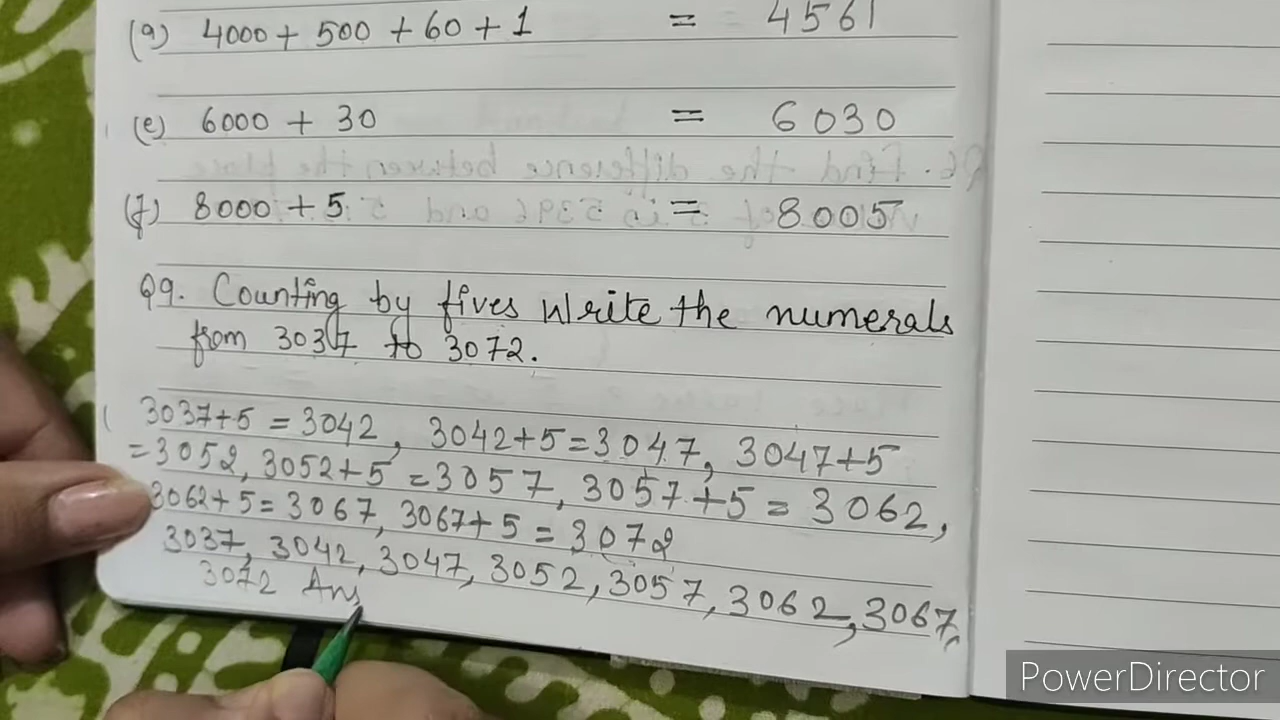 (a) 4000 + 500 + 60 + 1 = 4561
(e) 6000 + 30 = 6030
(f) 8000 + 5 = 8005
Q9. Counting by fives Write the numerals
from 3037 to 3072.
3037+5 = 3042, 3042+5=3047, 3047+5
=3052, 3052+5 =3057, 3057+5 = 3062,
3062+5= 3067, 3067+5 = 3072
3037, 3042, 3047, 3052, 3057, 3062, 3067,
3072 Ans
PowerDirector